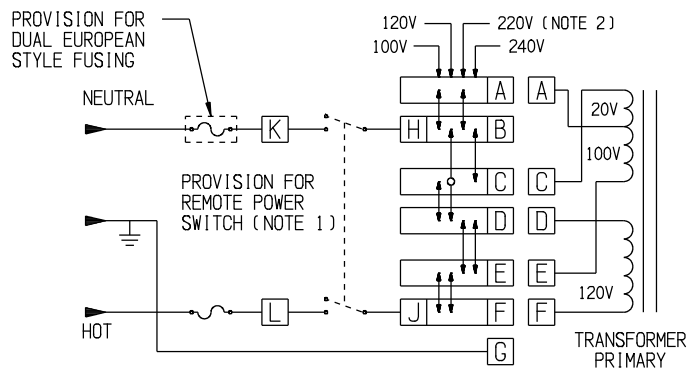 PROVISION FOR
DUAL EUROPEAN
STYLE FUSING
120V
220V (NOTE 2)
100V
240V
NEUTRAL
A
A
20V
K
H
B
100V
PROVISION FOR
REMOTE POWER
SWITCH (NOTE 1)
C
C
D
D
E
E
120V
L
J
F
F
HOT
G
TRANSFORMER
PRIMARY